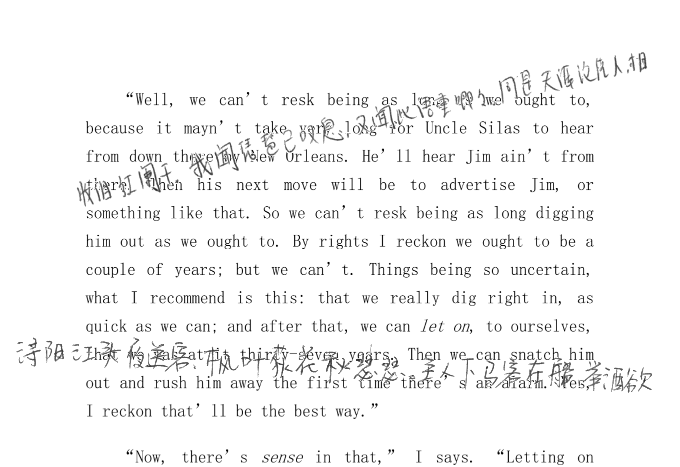 “Well, we can’t resk being as long as we ought to,
because it mayn’t take very long for Uncle Silas to hear
from down there by New Orleans. He’ll hear Jim ain’t from
there. Then his next move will be to advertise Jim, or
something like that. So we can’t resk being as long digging
him out as we ought to. By rights I reckon we ought to be a
couple of years; but we can’t. Things being so uncertain,
what I recommend is this: that we really dig right in, as
quick as we can; and after that, we can let on, to ourselves,
that we was at it thirty-seven years. Then we can snatch him
out and rush him away the first time there’s an alarm. Yes,
I reckon that’ll be the best way.”
“Now, there’s sense in that,” I says. “Letting on
妆泪红阑干。我闻琵琶已叹息，又闻此语重唧唧。同是天涯沦落人，相
浔阳江头夜送客，枫叶荻花秋瑟瑟。主人下马客在船，举酒欲